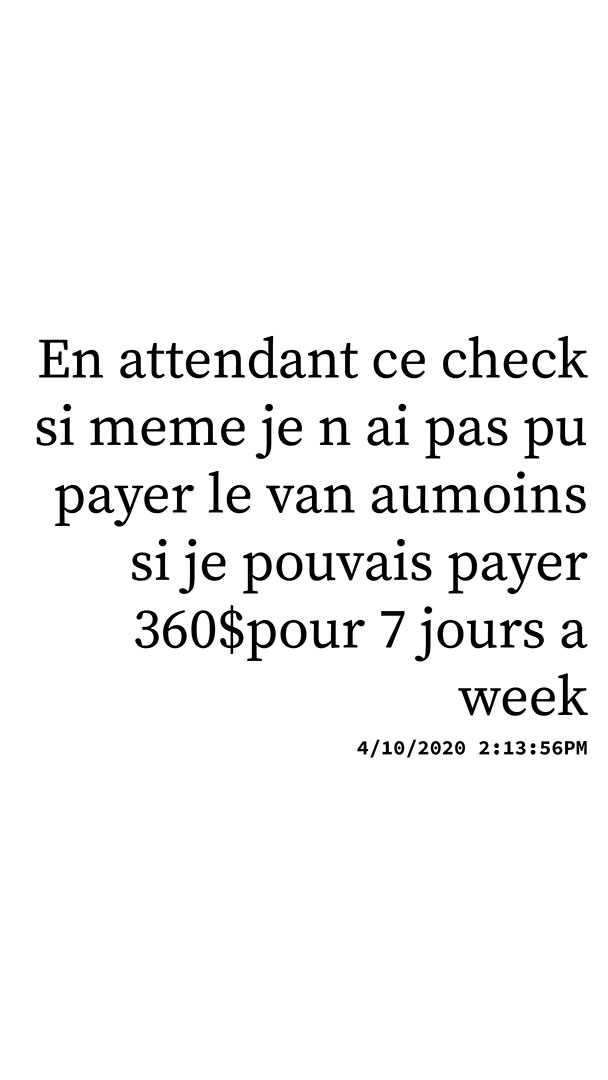 En attendant ce check
si meme je n ai pas pu
payer le van aumoins
si je pouvais payer
360$pour 7 jours a
week
4/10/2020 2:13:56PM